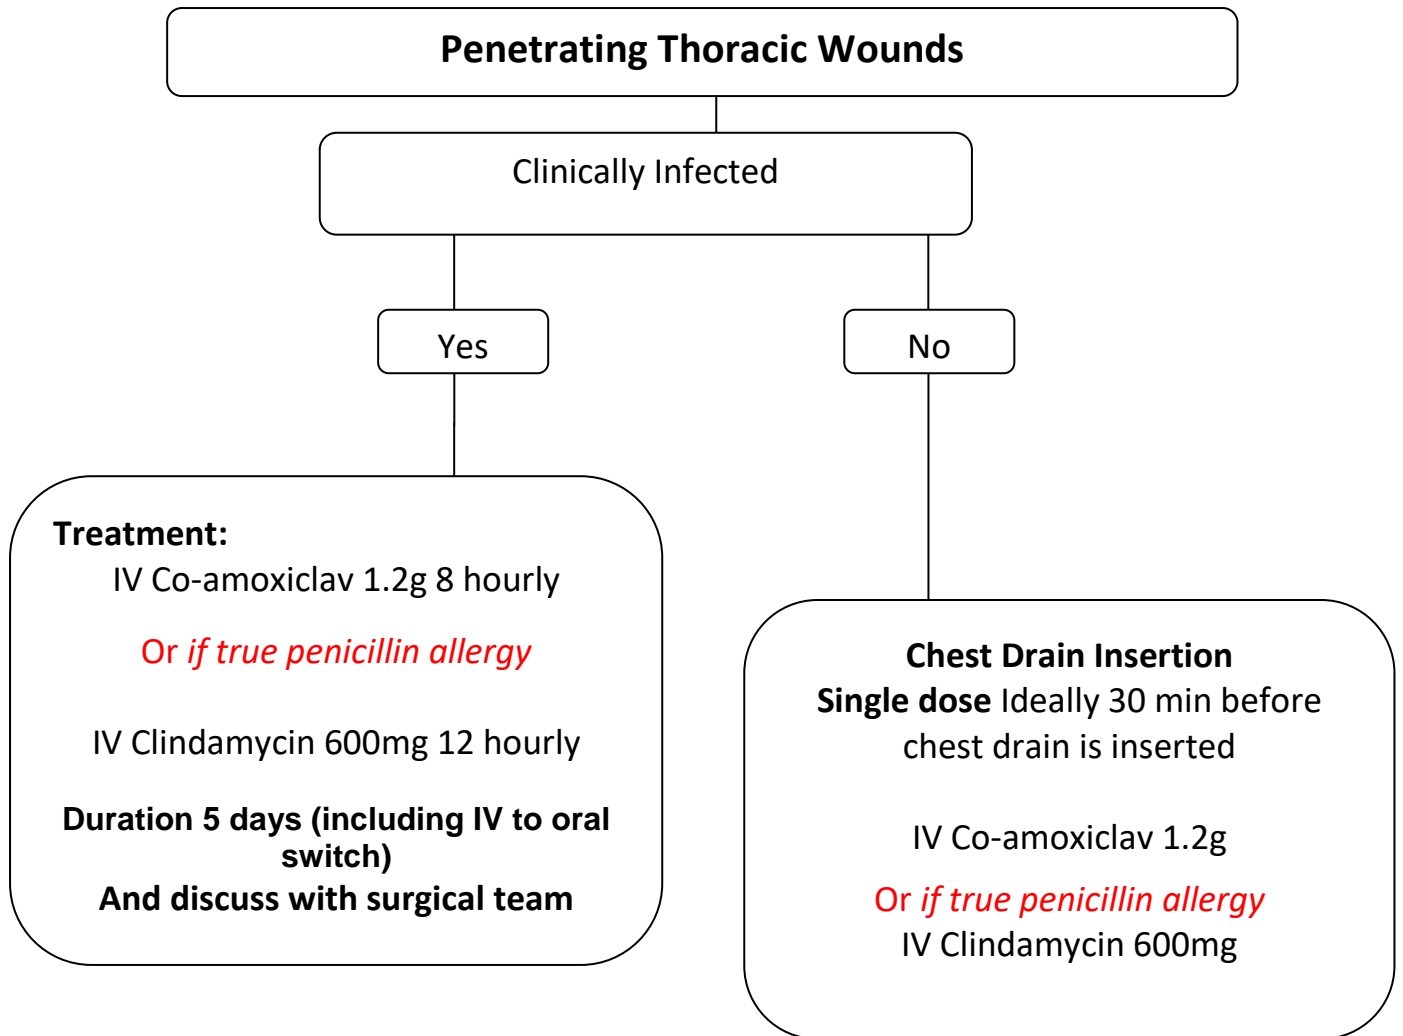 Penetrating Thoracic Wounds
Clinically Infected
Yes
No
Treatment:
IV Co-amoxiclav 1.2g 8 hourly
Or if true penicillin allergy
IV Clindamycin 600mg 12 hourly
Duration 5 days (including IV to oral
switch)
And discuss with surgical team
Chest Drain Insertion
Single dose Ideally 30 min before
chest drain is inserted
IV Co-amoxiclav 1.2g
Or if true penicillin allergy
IV Clindamycin 600mg